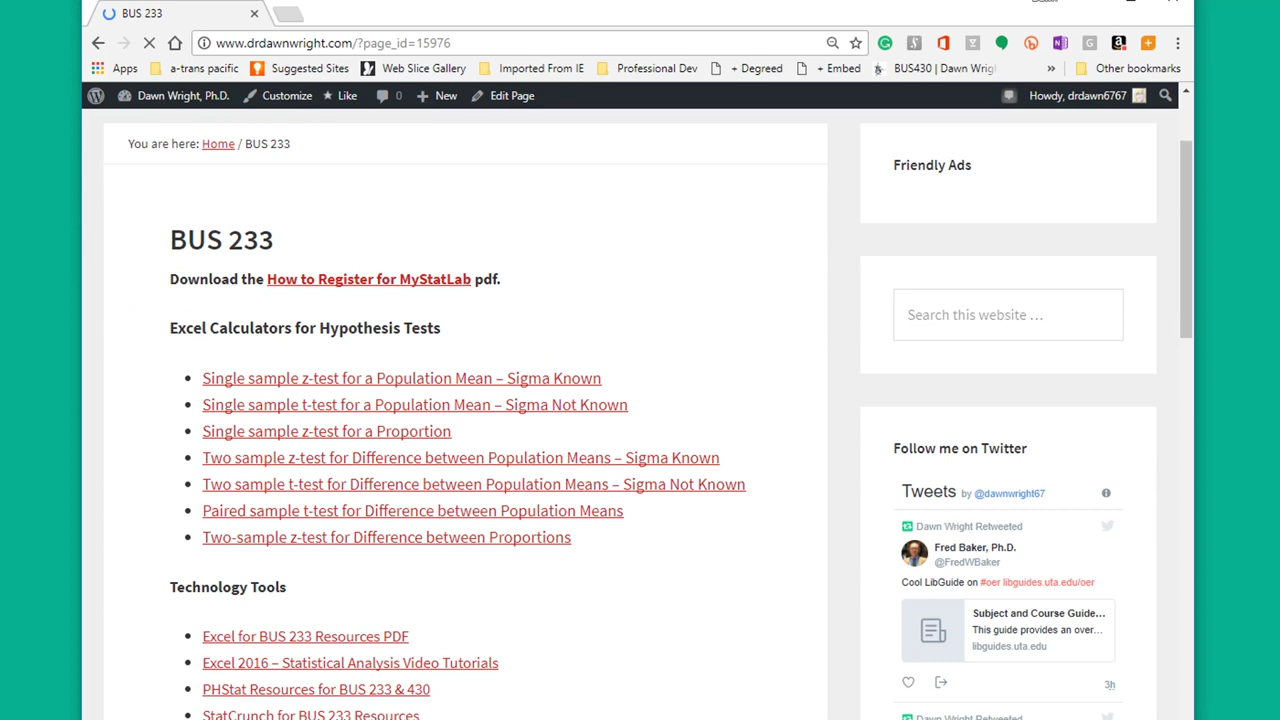 BUS 233
www.drdawnwright.com/?page_id=15976
Apps a-trans pacific Suggested Sites Web Slice Gallery Imported From IE Professional Dev + Degreed + Embed BUS430 | Dawn Wrig » Other bookmarks
Dawn Wright, Ph.D. Customize Like 0 New Edit Page Howdy, drdawn6767
You are here: Home / BUS 233
BUS 233
Download the How to Register for MyStatLab pdf.
Excel Calculators for Hypothesis Tests
• Single sample z-test for a Population Mean – Sigma Known
• Single sample t-test for a Population Mean – Sigma Not Known
• Single sample z-test for a Proportion
• Two sample z-test for Difference between Population Means – Sigma Known
• Two sample t-test for Difference between Population Means – Sigma Not Known
• Paired sample t-test for Difference between Population Means
• Two-sample z-test for Difference between Proportions
Technology Tools
• Excel for BUS 233 Resources PDF
• Excel 2016 – Statistical Analysis Video Tutorials
• PHStat Resources for BUS 233 & 430
• StatCrunch for BUS 233 Resources
Friendly Ads
Search this website …
Follow me on Twitter
Tweets by @dawnwright67
Dawn Wright Retweeted
Fred Baker, Ph.D.
@FredWBaker
Cool LibGuide on #oer libguides.uta.edu/oer
Subject and Course Guide...
This guide provides an over...
libguides.uta.edu
3h
Dawn Wright Retweeted